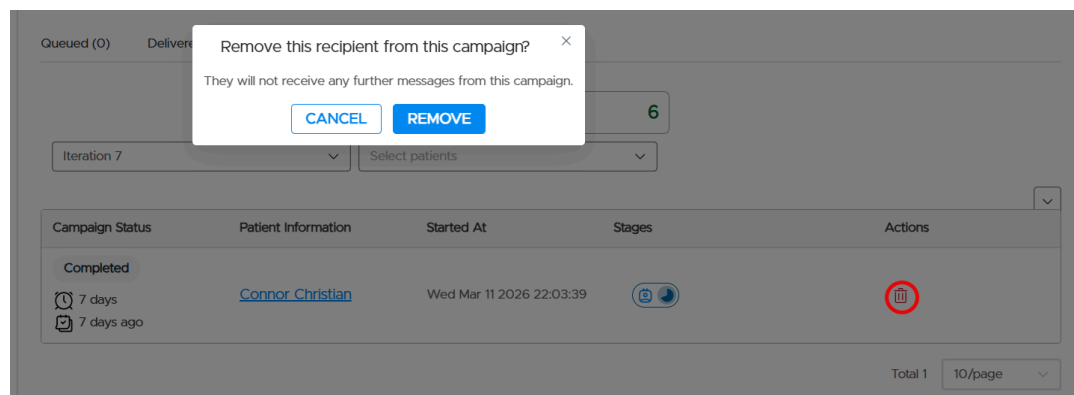 Queued (0)
Remove this recipient from this campaign?
They will not receive any further messages from this campaign.
CANCEL
REMOVE
6
Iteration 7
Select patients
Campaign Status
Patient Information
Started At
Stages
Actions
Completed
7 days
7 days ago
Connor Christian
Wed Mar 11 2026 22:03:39
Total 1
10/page